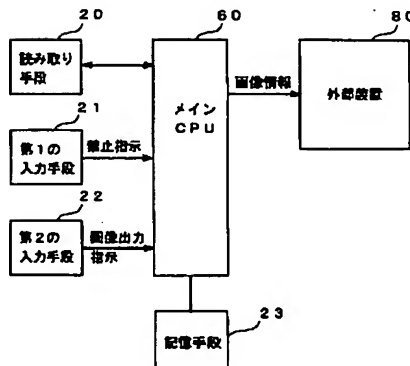 20
読み取り
手段
21
第1の
入力手段
禁止指示
22
第2の
入力手段
画像出力
指示
60
メイン
CPU
画像情報
80
外部装置
23
記憶手段